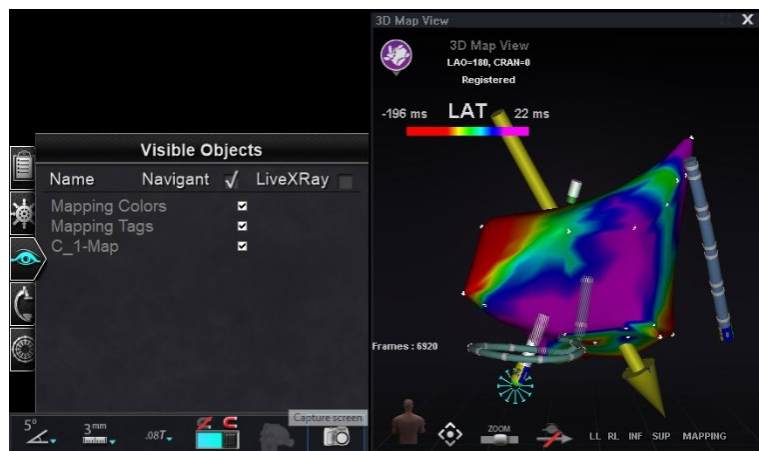 3D Map View
X
3D Map View
LAO=180, CRAN=0
Registered
-196 ms LAT 22 ms
Visible Objects
Name Navigant LiveXRay
Mapping Colors
Mapping Tags
C_1-Map
Frames : 6920
Capture screen
5° 3mm .08T
ZOOM
LL RL INF SUP MAPPING